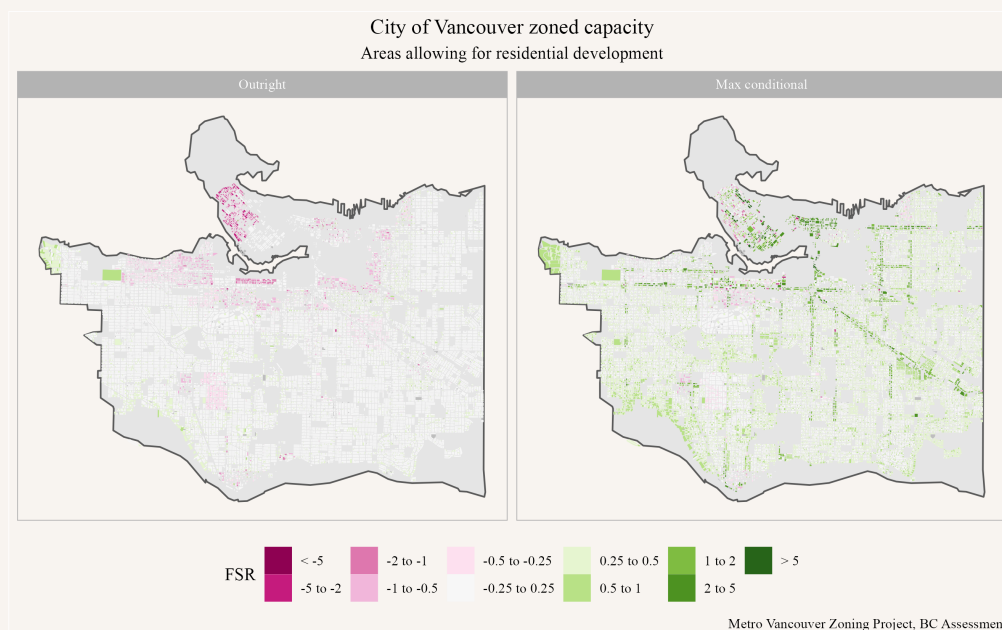 City of Vancouver zoned capacity
Areas allowing for residential development
Outright
Max conditional
FSR
< -5
-2 to -1
-0.5 to -0.25
0.25 to 0.5
1 to 2
> 5
-5 to -2
-1 to -0.5
-0.25 to 0.25
0.5 to 1
2 to 5
Metro Vancouver Zoning Project, BC Assessmen